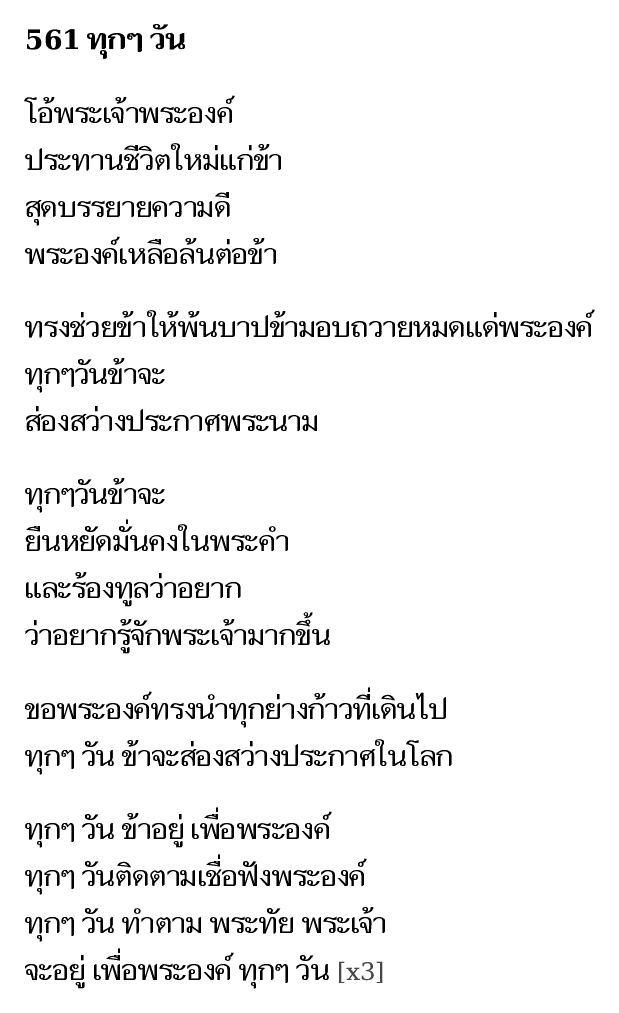 561 ทุกๆ วัน
โอ้พระเจ้าพระองค์
ประทานชีวิตใหม่แก่ข้า
สุดบรรยายความดี
พระองค์เหลือล้นต่อข้า
ทรงช่วยข้าให้พ้นบาปข้ามอบถวายหมดแด่พระองค์
ทุกๆวันข้าจะ
ส่องสว่างประกาศพระนาม
ทุกๆวันข้าจะ
ยืนหยัดมั่นคงในพระคำ
และร้องทูลว่าอยาก
ว่าอยากรู้จักพระเจ้ามากขึ้น
ขอพระองค์ทรงนำทุกย่างก้าวที่เดินไป
ทุกๆ วัน ข้าจะส่องสว่างประกาศในโลก
ทุกๆ วัน ข้าอยู่ เพื่อพระองค์
ทุกๆ วันติดตามเชื่อฟังพระองค์
ทุกๆ วัน ทำตาม พระทัย พระเจ้า
จะอยู่ เพื่อพระองค์ ทุกๆ วัน [x3]